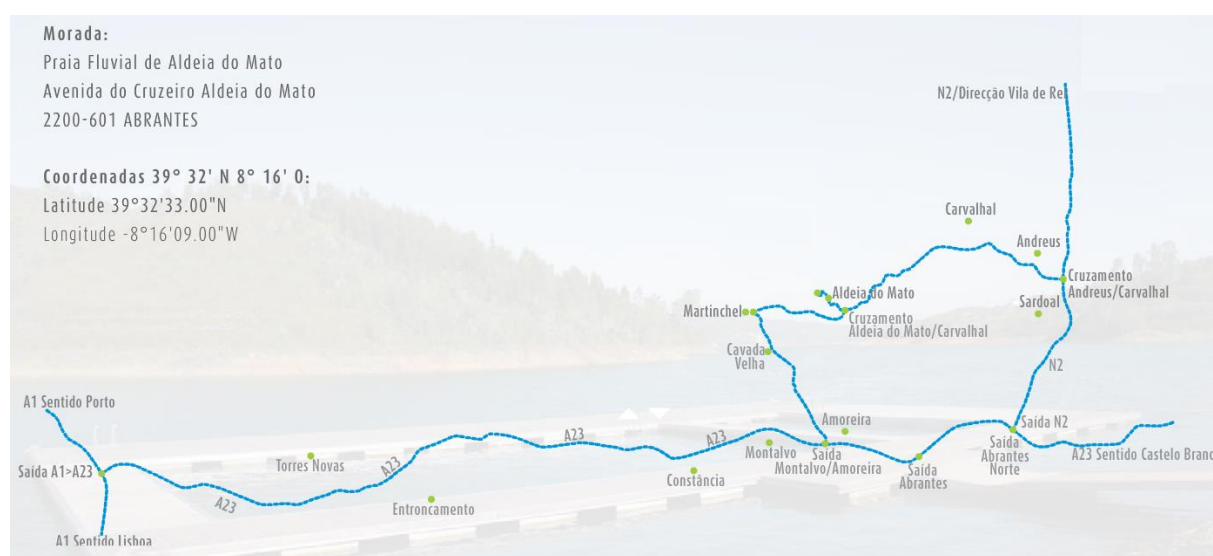 Morada:
Praia Fluvial de Aldeia do Mato
Avenida do Cruzeiro Aldeia do Mato
2200-601 ABRANTES
Coordenadas 39° 32' N 8° 16' O:
Latitude 39°32'33.00"N
Longitude -8°16'09.00"W
N2/Direcção Vila de Rei
Carvalhal
Andreus
Cruzamento
Andreus/Carvalhal
Aldeia do Mato
Sardoal
Martinchel
Cruzamento
Aldeia do Mato/Carvalhal
Cavada
Velha
N2
A1 Sentido Porto
Amoreira
Saída N2
A23
A23
Saída A1>A23
Torres Novas
A23
Montalvo
Saída
Montalvo/Amoreira
Saída
Abrantes
Norte
A23 Sentido Castelo Branc
Constância
Saída
Abrantes
A23
Entroncamento
A1 Sentido Lisboa